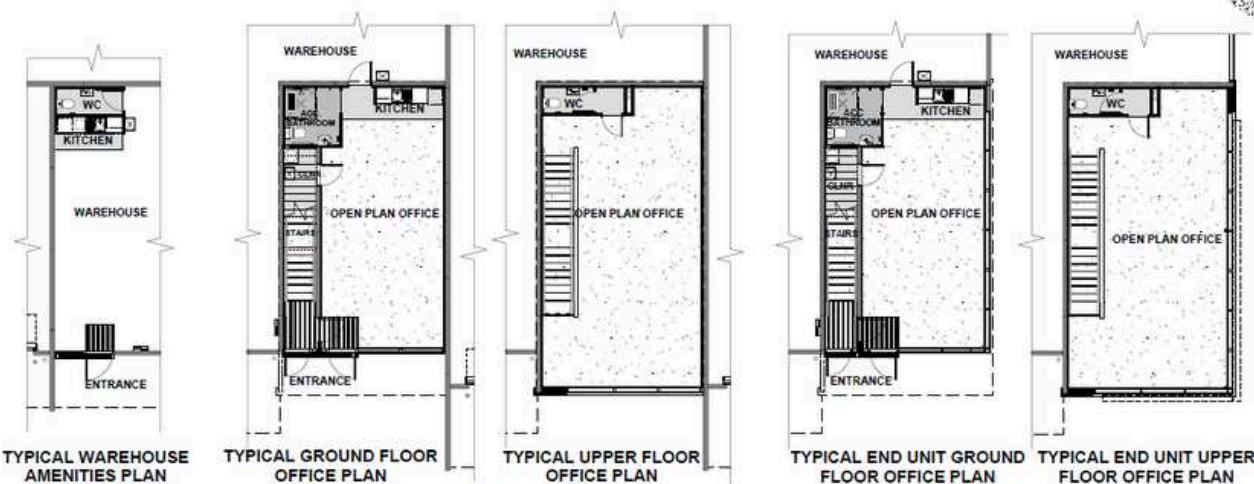 WC
KITCHEN
WAREHOUSE
ENTRANCE
TYPICAL WAREHOUSE
AMENITIES PLAN
WAREHOUSE
ACC
BATHROOM
KITCHEN
CLNR
OPEN PLAN OFFICE
STAIRS
ENTRANCE
TYPICAL GROUND FLOOR
OFFICE PLAN
WAREHOUSE
WC
OPEN PLAN OFFICE
TYPICAL UPPER FLOOR
OFFICE PLAN
WAREHOUSE
ACC
BATHROOM
KITCHEN
CLNR
OPEN PLAN OFFICE
STAIRS
ENTRANCE
TYPICAL END UNIT GROUND
FLOOR OFFICE PLAN
WAREHOUSE
WC
OPEN PLAN OFFICE
TYPICAL END UNIT UPPER
FLOOR OFFICE PLAN